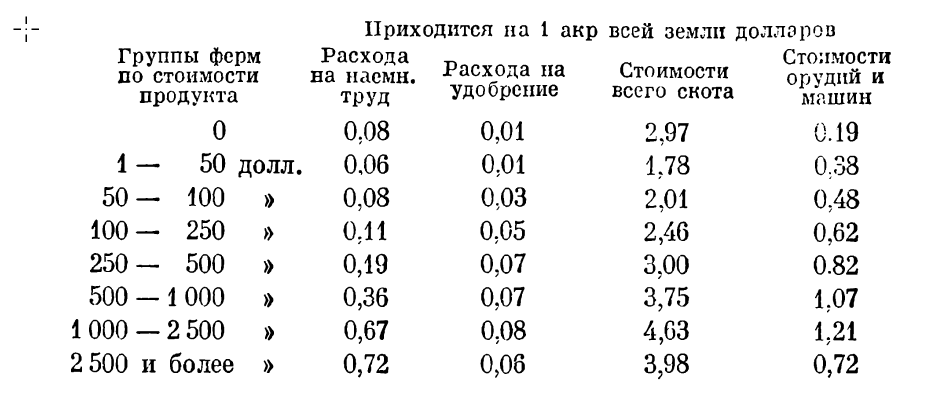 Приходится на 1 акр всей земли долларов
Группы ферм по стоимости продукта Расхода на наемн. труд Расхода на удобрение Стоимости всего скота Стоимости орудий и машин
0 0,08 0,01 2,97 0.19
1 — 50 долл. 0,06 0,01 1,78 0,38
50 — 100 » 0,08 0,03 2,01 0,48
100 — 250 » 0,11 0,05 2,46 0,62
250 — 500 » 0,19 0,07 3,00 0.82
500 — 1 000 » 0,36 0,07 3,75 1,07
1 000 — 2 500 » 0,67 0,08 4,63 1,21
2 500 и более » 0,72 0,06 3,98 0,72